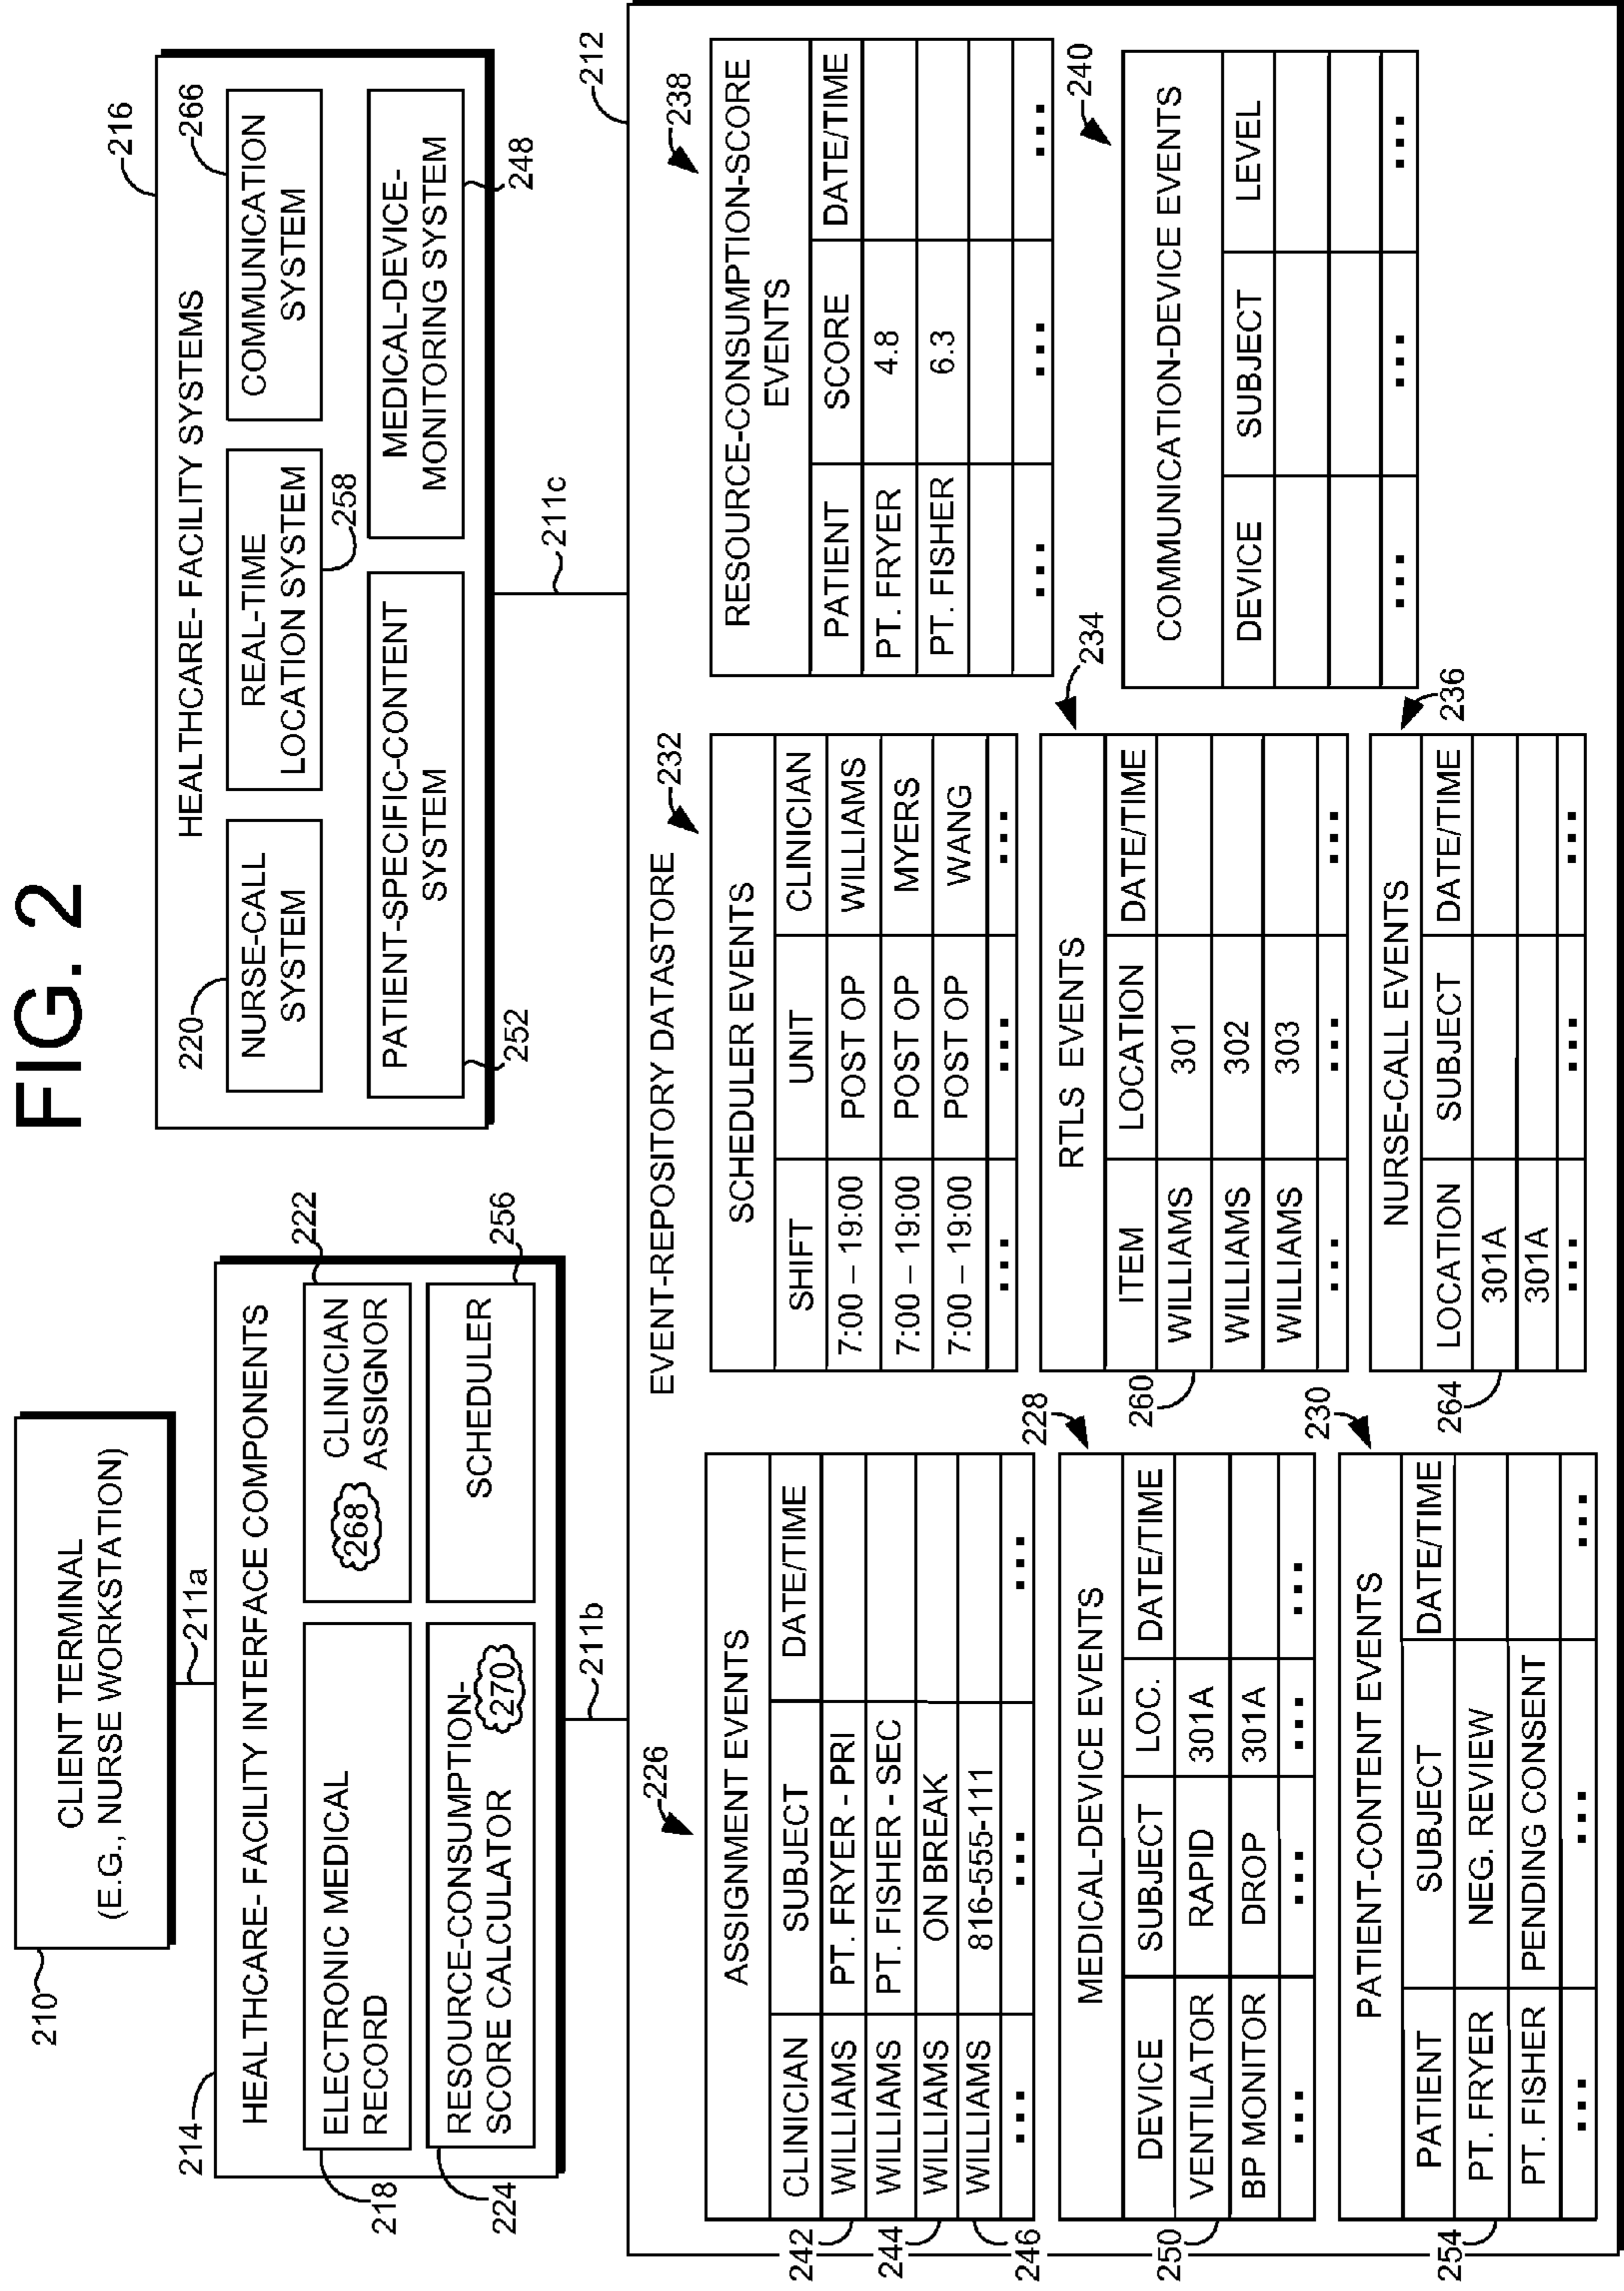 FIG. 2
210
CLIENT TERMINAL
(E.G., NURSE WORKSTATION)
211a
214
HEALTHCARE- FACILITY INTERFACE COMPONENTS
218
ELECTRONIC MEDICAL
RECORD
222
268
CLINICIAN
ASSIGNOR
224
RESOURCE-CONSUMPTION-
SCORE CALCULATOR
270
256
SCHEDULER
211b
216
HEALTHCARE- FACILITY SYSTEMS
220
NURSE-CALL
SYSTEM
REAL-TIME
LOCATION SYSTEM
258
266
COMMUNICATION
SYSTEM
PATIENT-SPECIFIC-CONTENT
SYSTEM
252
MEDICAL-DEVICE-
MONITORING SYSTEM
248
211c
212
EVENT-REPOSITORY DATASTORE
226
ASSIGNMENT EVENTS
CLINICIAN SUBJECT DATE/TIME
242 WILLIAMS PT. FRYER - PRI
WILLIAMS PT. FISHER - SEC
244 WILLIAMS ON BREAK
246 WILLIAMS 816-555-111
... ... ...
228
MEDICAL-DEVICE EVENTS
DEVICE SUBJECT LOC. DATE/TIME
250 VENTILATOR RAPID 301A
BP MONITOR DROP 301A
... ... ... ...
230
PATIENT-CONTENT EVENTS
PATIENT SUBJECT DATE/TIME
254 PT. FRYER NEG. REVIEW
PT. FISHER PENDING CONSENT
... ... ...
232
SCHEDULER EVENTS
SHIFT UNIT CLINICIAN
7:00 – 19:00 POST OP WILLIAMS
7:00 – 19:00 POST OP MYERS
7:00 – 19:00 POST OP WANG
... ... ...
234
RTLS EVENTS
ITEM LOCATION DATE/TIME
260 WILLIAMS 301
WILLIAMS 302
WILLIAMS 303
... ... ...
236
NURSE-CALL EVENTS
LOCATION SUBJECT DATE/TIME
264 301A
301A
... ... ...
238
RESOURCE-CONSUMPTION-SCORE
EVENTS
PATIENT SCORE DATE/TIME
PT. FRYER 4.8
PT. FISHER 6.3
... ... ...
240
COMMUNICATION-DEVICE EVENTS
DEVICE SUBJECT LEVEL
... ... ...